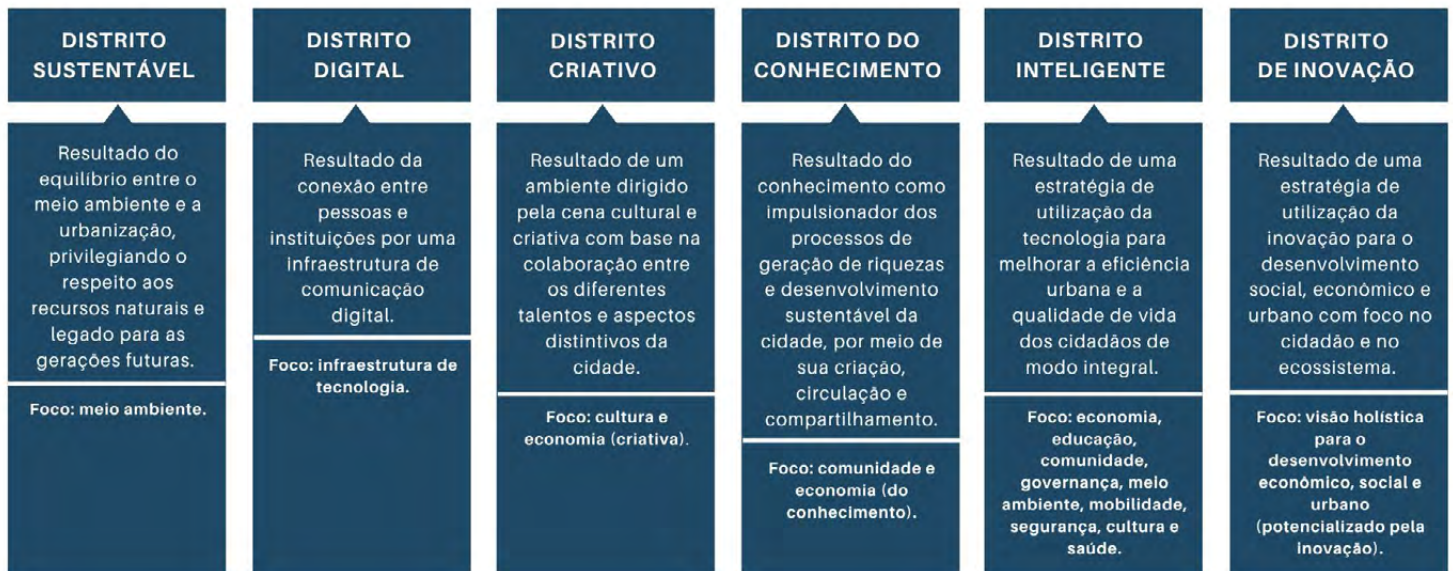 DISTRITO
SUSTENTÁVEL
Resultado do
equilíbrio entre o
meio ambiente e a
urbanização,
privilegiando o
respeito aos
recursos naturais e
legado para as
gerações futuras.
Foco: meio ambiente.
DISTRITO
DIGITAL
Resultado da
conexão entre
pessoas e
instituições por uma
infraestrutura de
comunicação
digital.
Foco: infraestrutura de
tecnologia.
DISTRITO
CRIATIVO
Resultado de um
ambiente dirigido
pela cena cultural e
criativa com base na
colaboração entre
os diferentes
talentos e aspectos
distintivos da
cidade.
Foco: cultura e
economia (criativa).
DISTRITO DO
CONHECIMENTO
Resultado do
conhecimento como
impulsionador dos
processos de
geração de riquezas
e desenvolvimento
sustentável da
cidade, por meio de
sua criação,
circulação e
compartilhamento.
Foco: comunidade e
economia (do
conhecimento).
DISTRITO
INTELIGENTE
Resultado de uma
estratégia de
utilização da
tecnologia para
melhorar a eficiência
urbana e a
qualidade de vida
dos cidadãos de
modo integral.
Foco: economia,
educação,
comunidade,
governança, meio
ambiente, mobilidade,
segurança, cultura e
saúde.
DISTRITO
DE INOVAÇÃO
Resultado de uma
estratégia de
utilização da
inovação para o
desenvolvimento
social, econômico e
urbano com foco no
cidadão e no
ecossistema.
Foco: visão holística
para o
desenvolvimento
econômico, social e
urbano
(potencializado pela
inovação).